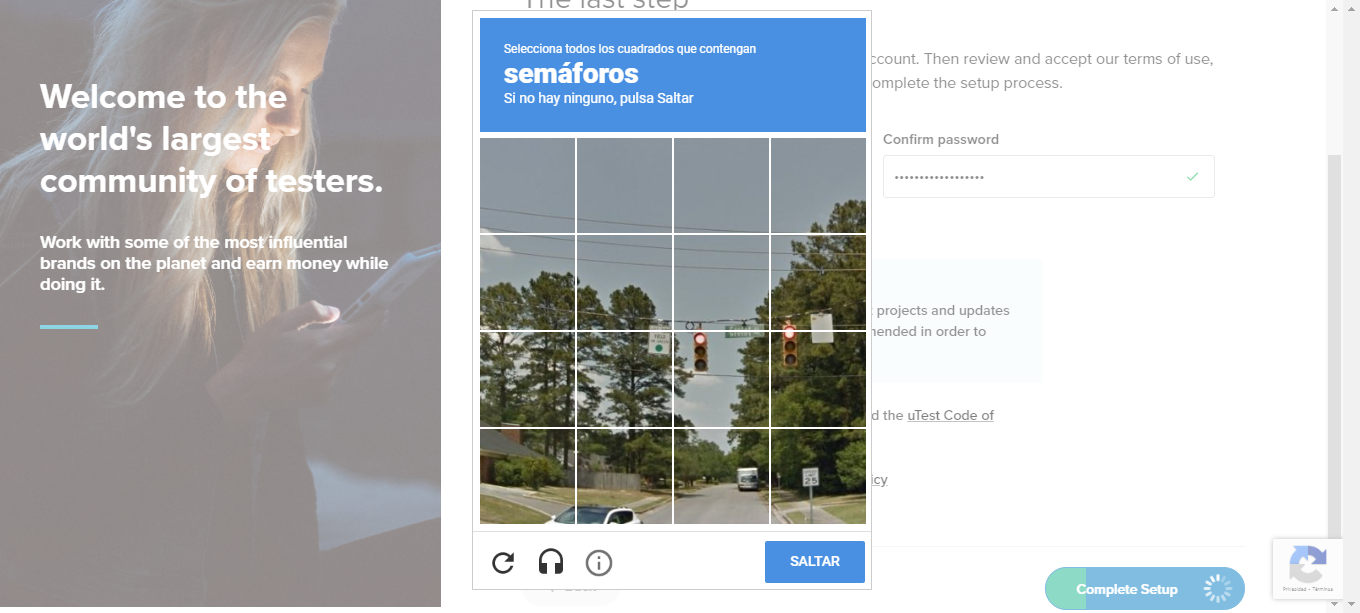 The last step
Welcome to the
world's largest
community of testers.
Work with some of the most influential
brands on the planet and earn money while
doing it.
Selecciona todos los cuadrados que contengan
semáforos
Si no hay ninguno, pulsa Saltar
SPEED
LIMIT
25
SALTAR
ccount. Then review and accept our terms of use,
omplete the setup process.
Confirm password
••••••••••••••••••
projects and updates
mended in order to
d the uTest Code of
icy
Complete Setup
Privacidad - Términos